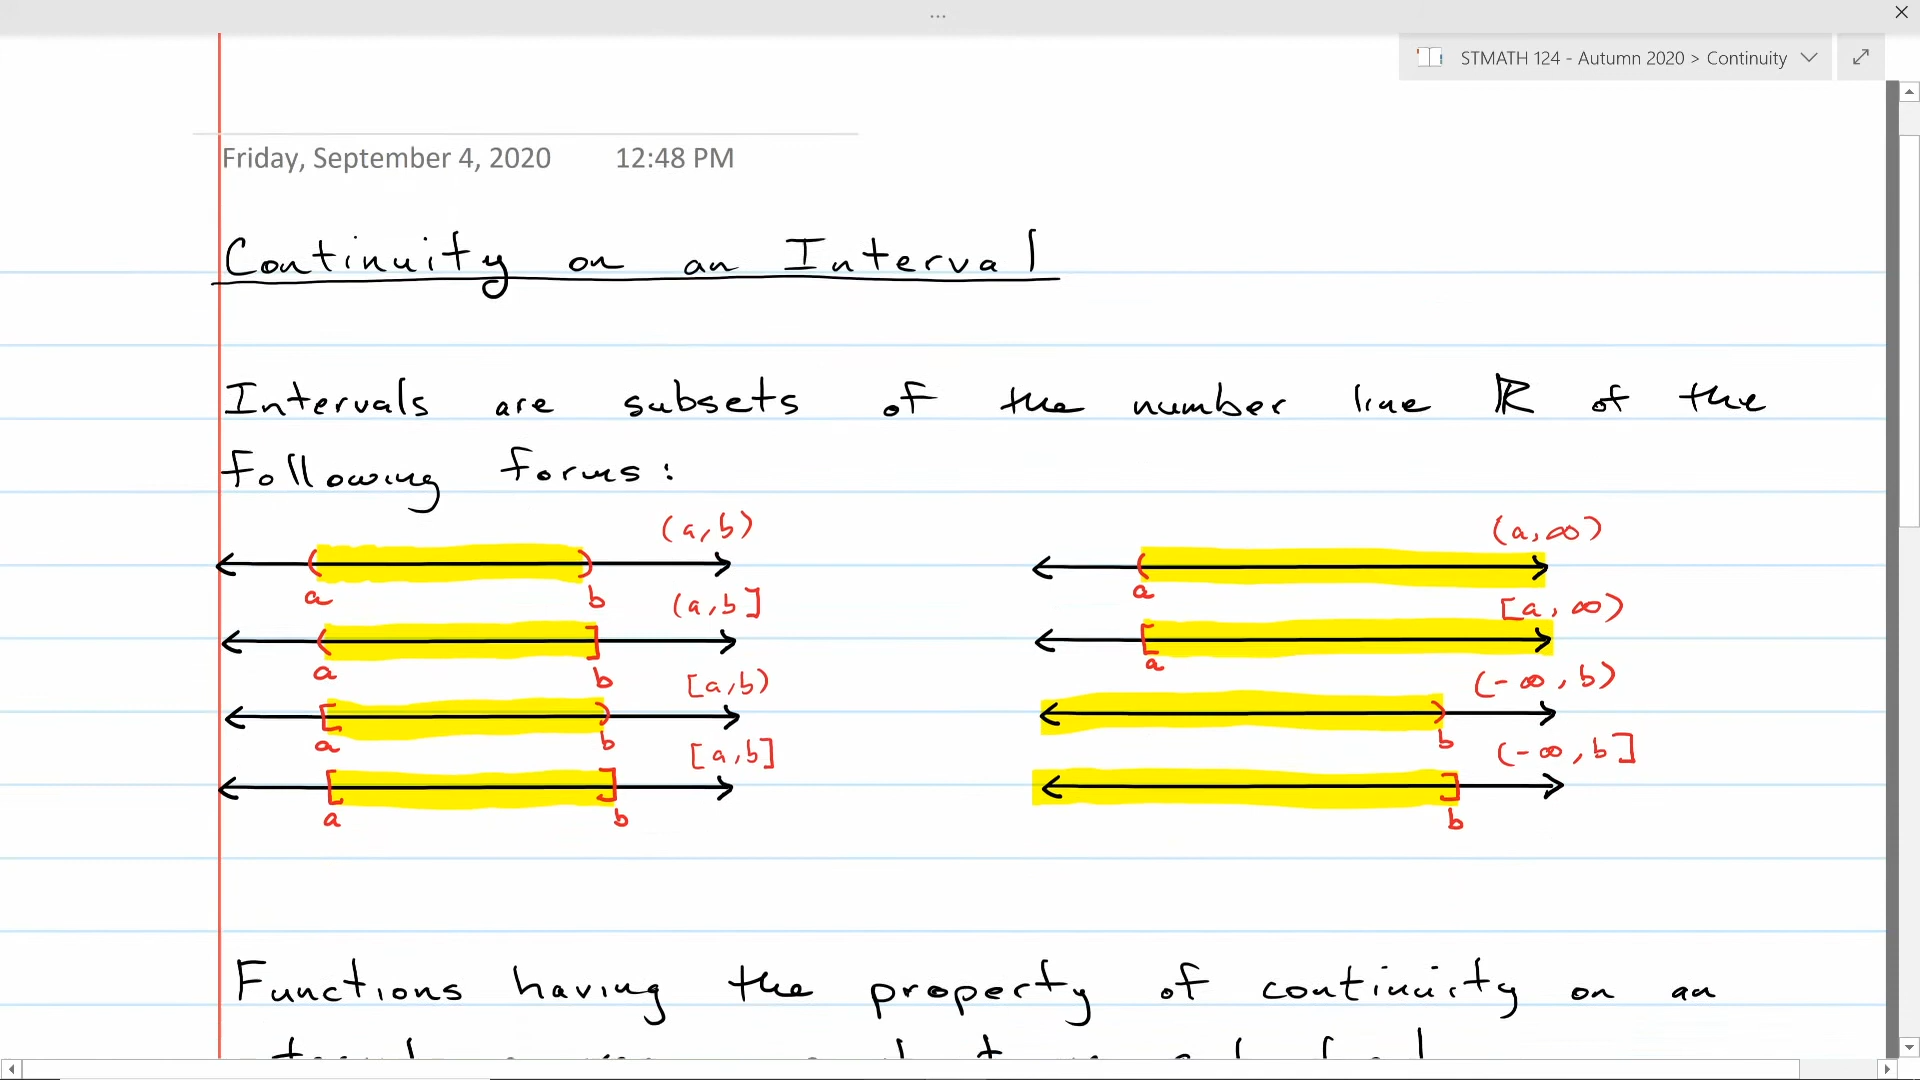 STMATH 124 - Autumn 2020 > Continuity
Friday, September 4, 2020 12:48 PM
Continuity on an Interval
Intervals are subsets of the number line ℝ of the
following forms:
(a,b)
a b
(a,b]
a b
[a,b)
a b
[a,b]
a b
(a,∞)
a
[a,∞)
a
(-∞,b)
b
(-∞,b]
b
Functions having the property of continuity on an